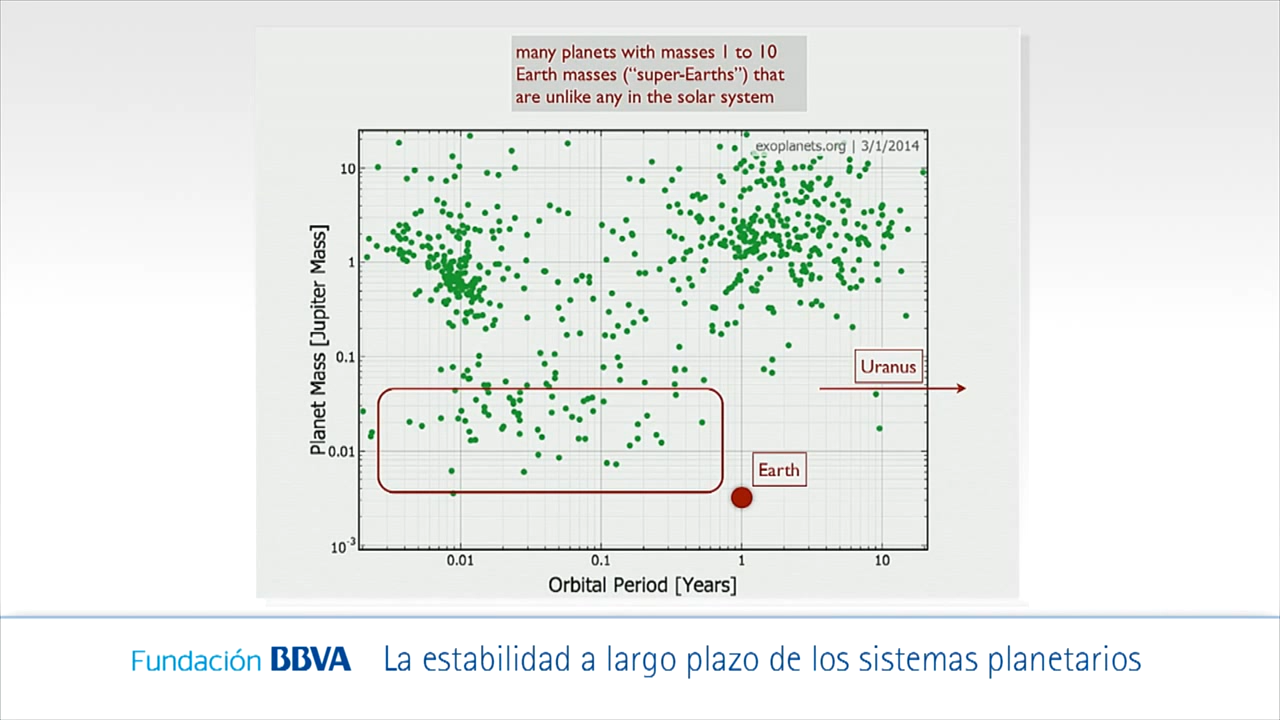 many planets with masses 1 to 10
Earth masses (“super-Earths”) that
are unlike any in the solar system
exoplanets.org | 3/1/2014
10
1
0.1
0.01
10⁻³
Planet Mass [Jupiter Mass]
Uranus
Earth
0.01
0.1
1
10
Orbital Period [Years]
Fundación BBVA
La estabilidad a largo plazo de los sistemas planetarios